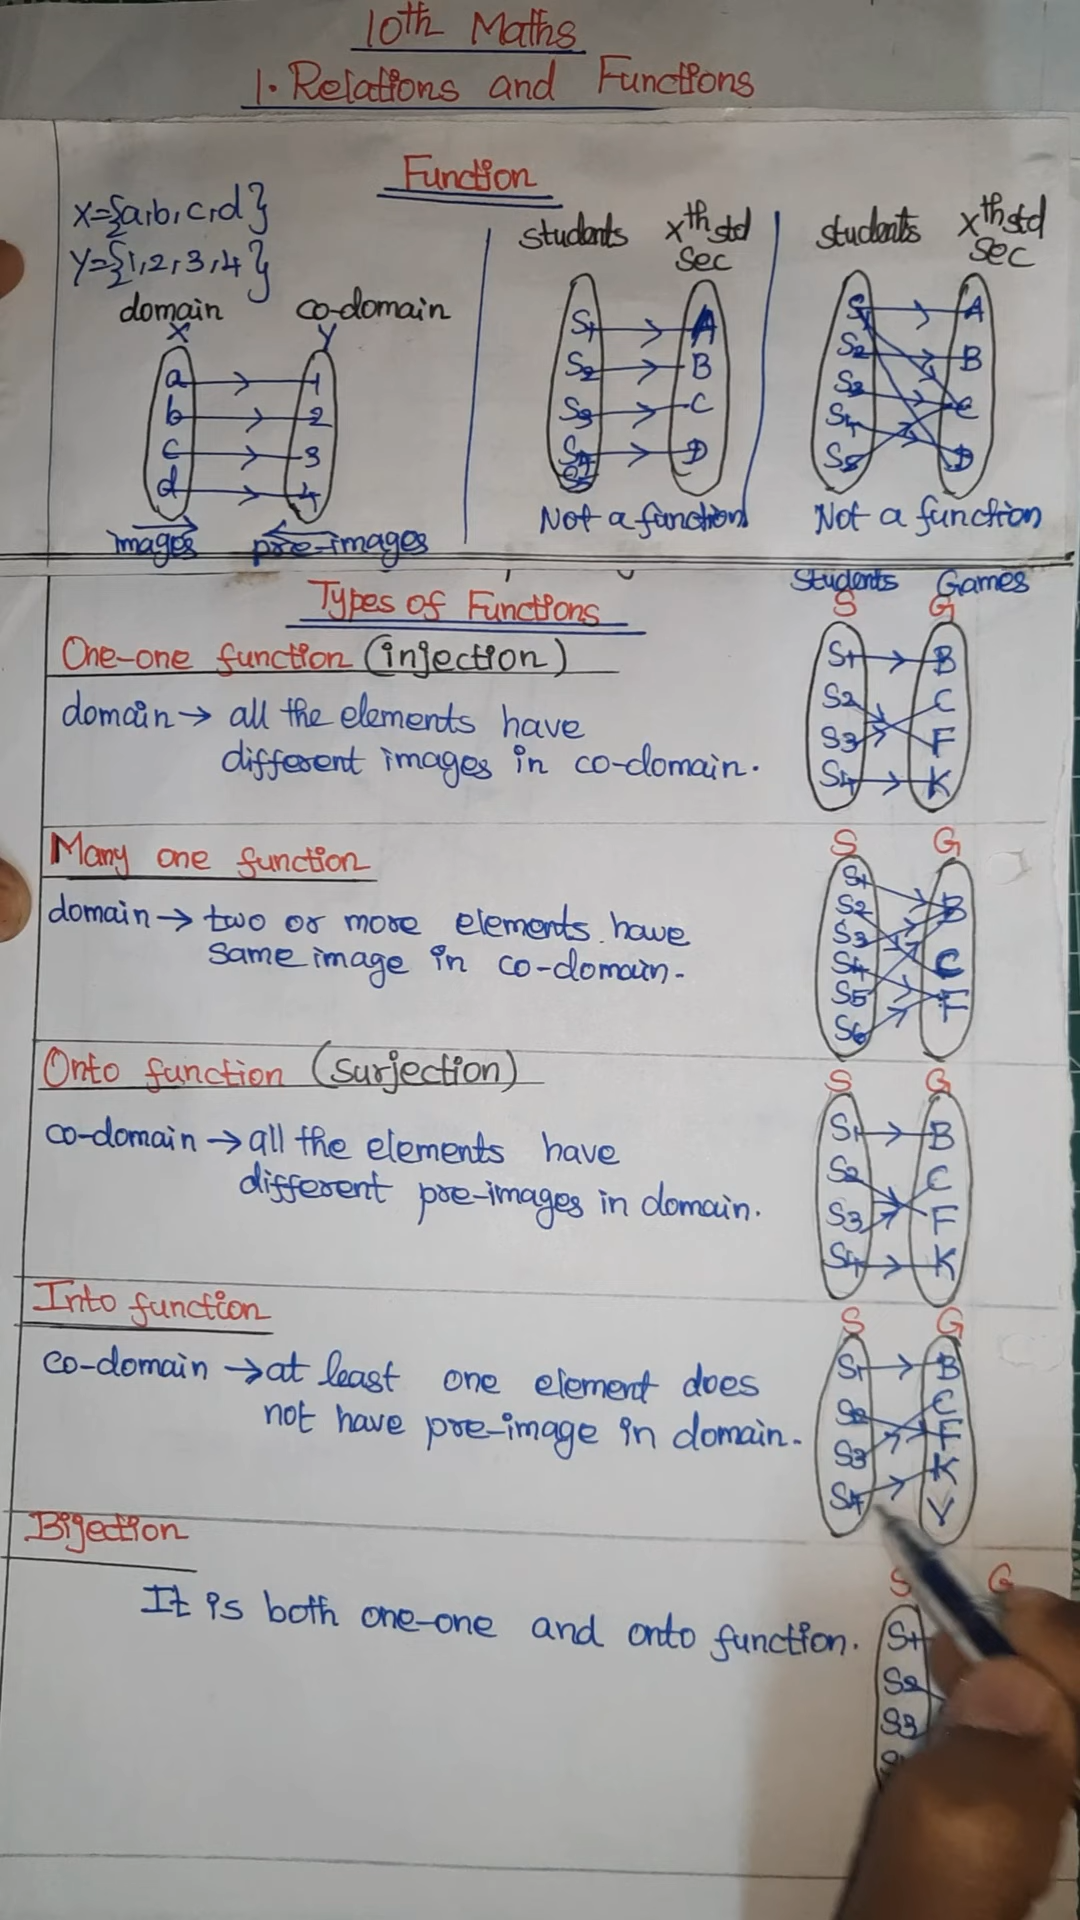 10th Maths
1. Relations and Functions
Function
X={a,b,c,d}
Y={1,2,3,4}
domain co-domain
X Y
a 1
b 2
c 3
d 4
images pre-images
students Xth std
sec
S1 A
S2 B
S3 C
D
Not a function
students Xth std
sec
S1 A
S2 B
S3 C
S4 D
S5
Not a function
Types of Functions
Students Games
S G
One-one function (injection)
domain → all the elements have
different images in co-domain.
S1 B
S2 C
S3 F
S4 K
Many one function
domain → two or more elements have
same image in co-domain.
S G
S1 B
S2 C
S3 F
S4
S5
S6
Onto function (surjection)
co-domain → all the elements have
different pre-images in domain.
S G
S1 B
S2 C
S3 F
S4 K
Into function
co-domain → at least one element does
not have pre-image in domain.
S G
S1 B
S2 C
S3 F
S4 K
V
Bijection
It is both one-one and onto function.
S G
S1
S2
S3